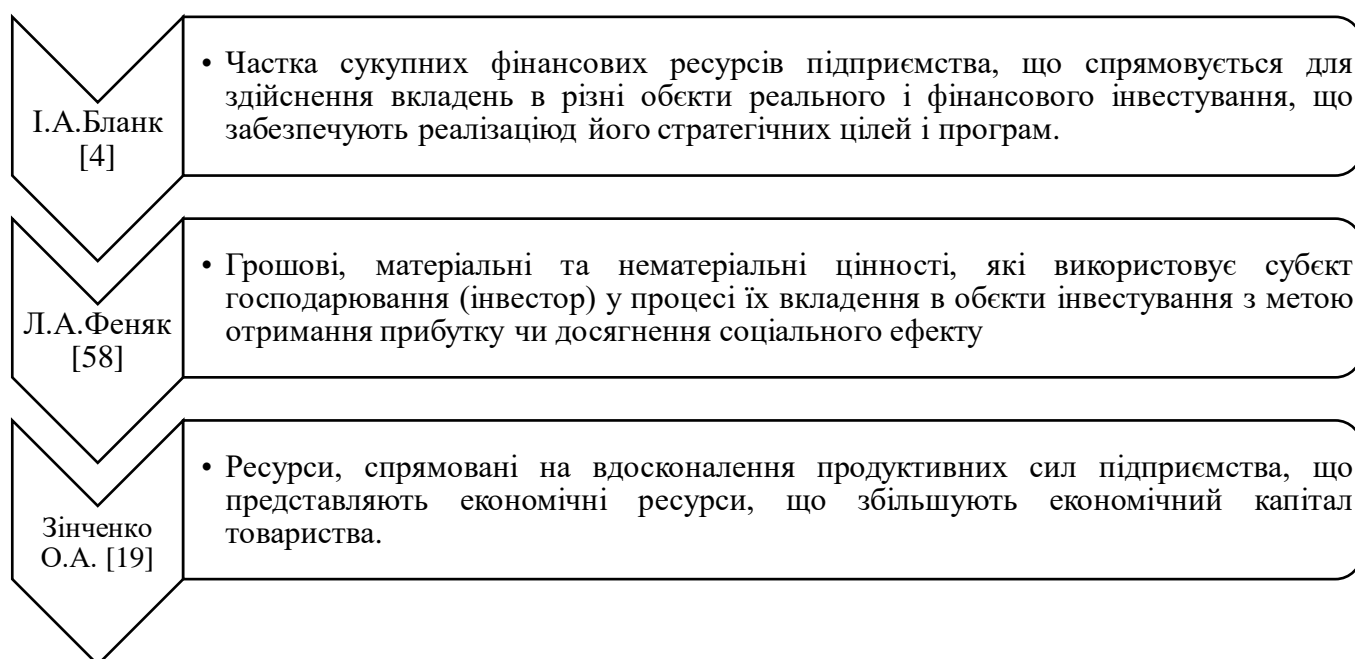 І.А.Бланк
[4]
• Частка сукупних фінансових ресурсів підприємства, що спрямовується для
здійснення вкладень в різні обєкти реального і фінансового інвестування, що
забезпечують реалізаціюд його стратегічних цілей і програм.
Л.А.Феняк
[58]
• Грошові, матеріальні та нематеріальні цінності, які використовує субєкт
господарювання (інвестор) у процесі їх вкладення в обєкти інвестування з метою
отримання прибутку чи досягнення соціального ефекту
Зінченко
О.А. [19]
• Ресурси, спрямовані на вдосконалення продуктивних сил підприємства, що
представляють економічні ресурси, що збільшують економічний капітал
товариства.